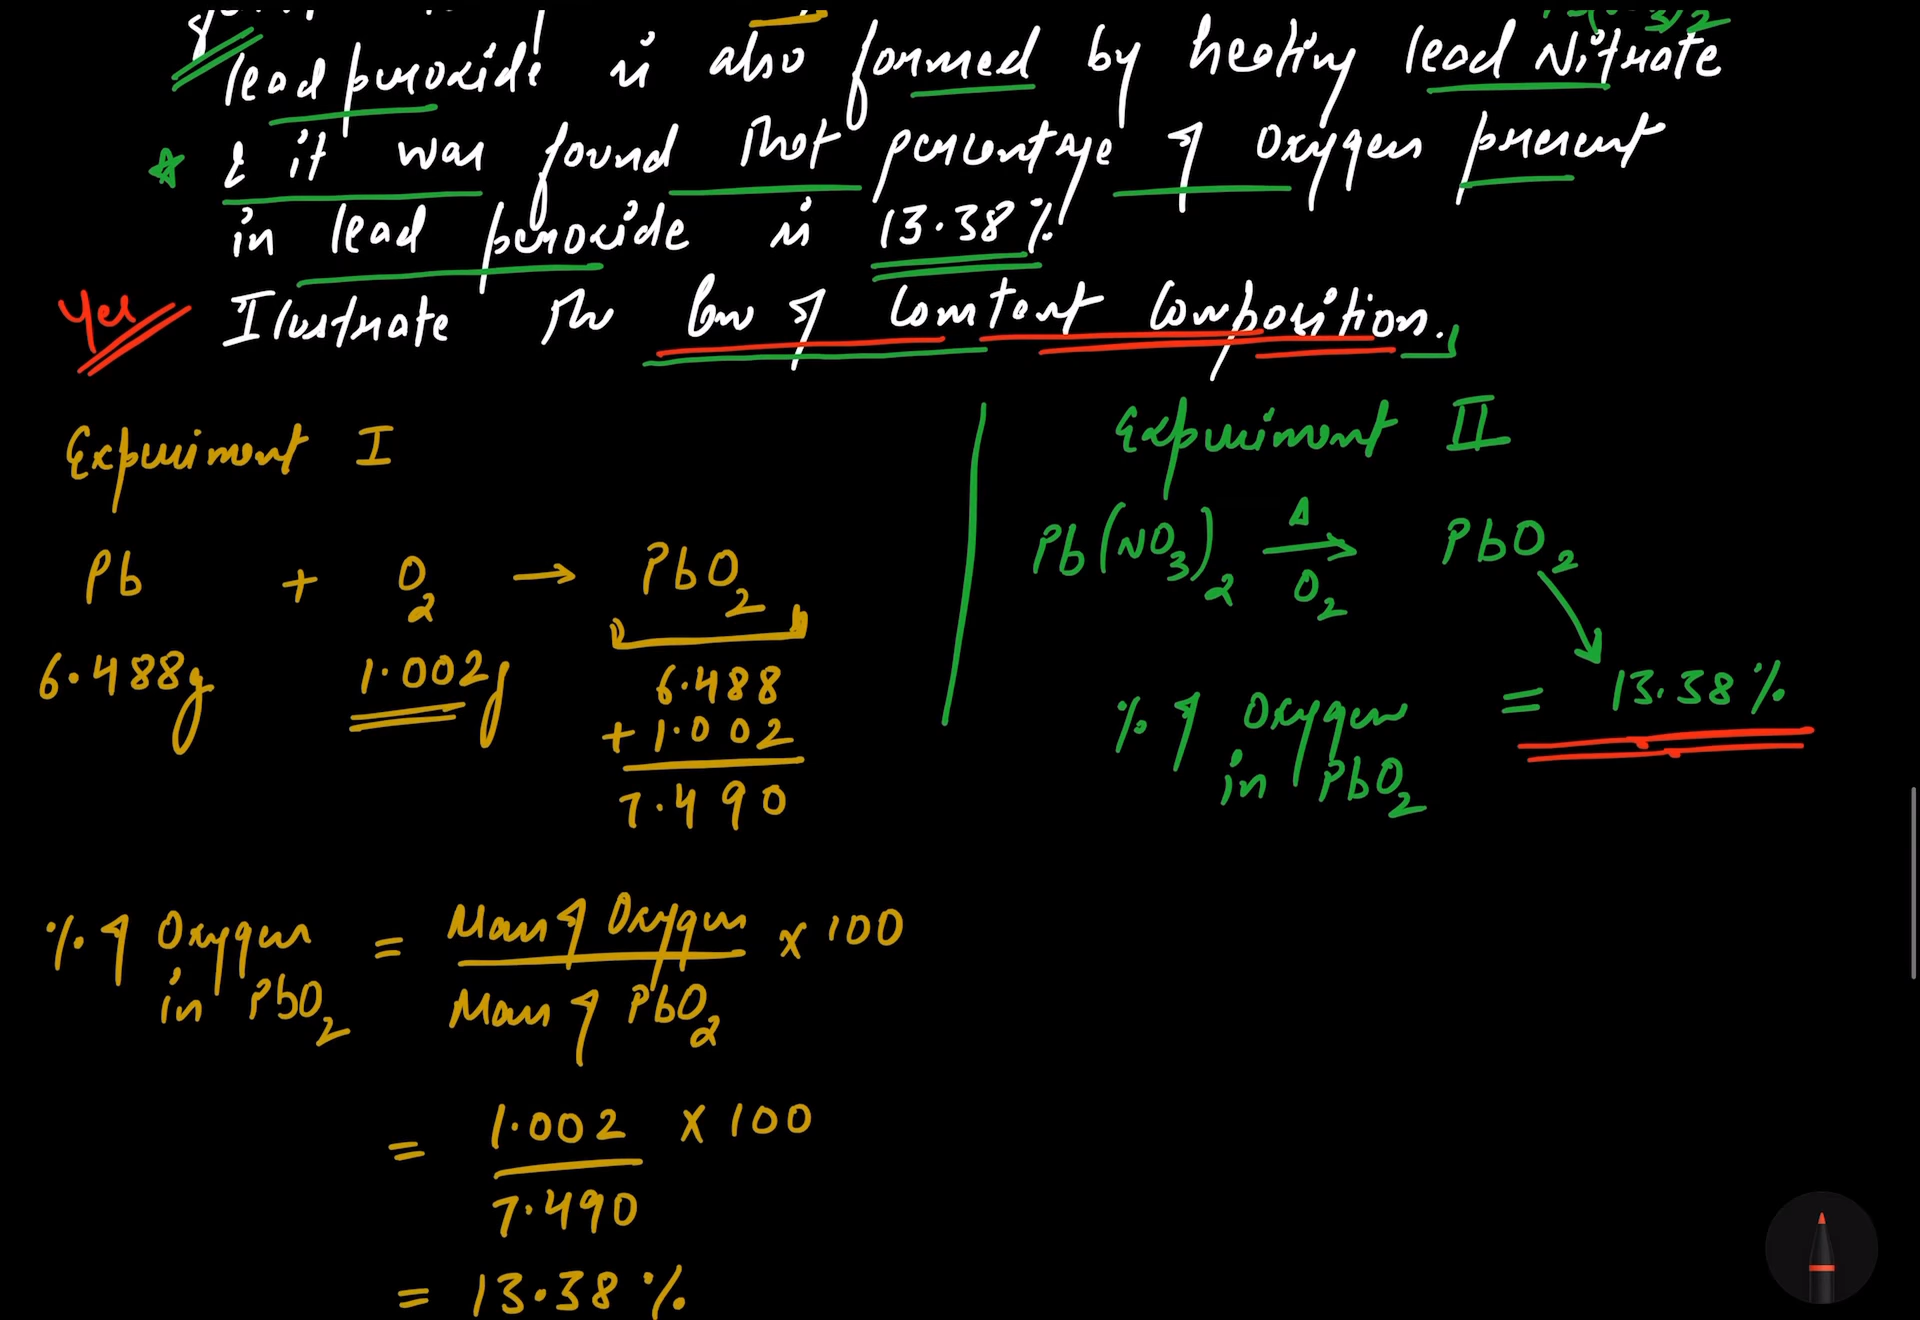 lead peroxide is also formed by heating lead Nitrate
& it was found that percentage of Oxygen present
in lead peroxide is 13.38%
Yes Illustrate the law of Constant Composition.
Experiment I
Pb + O2 → PbO2
6.488g 1.002g 6.488
+ 1.002
7.490
% of Oxygen in PbO2 = Mass of Oxygen / Mass of PbO2 x 100
= 1.002 / 7.490 x 100
= 13.38 %
Experiment II
Pb(NO3)2 Δ → O2 PbO2
% of Oxygen in PbO2 = 13.38%